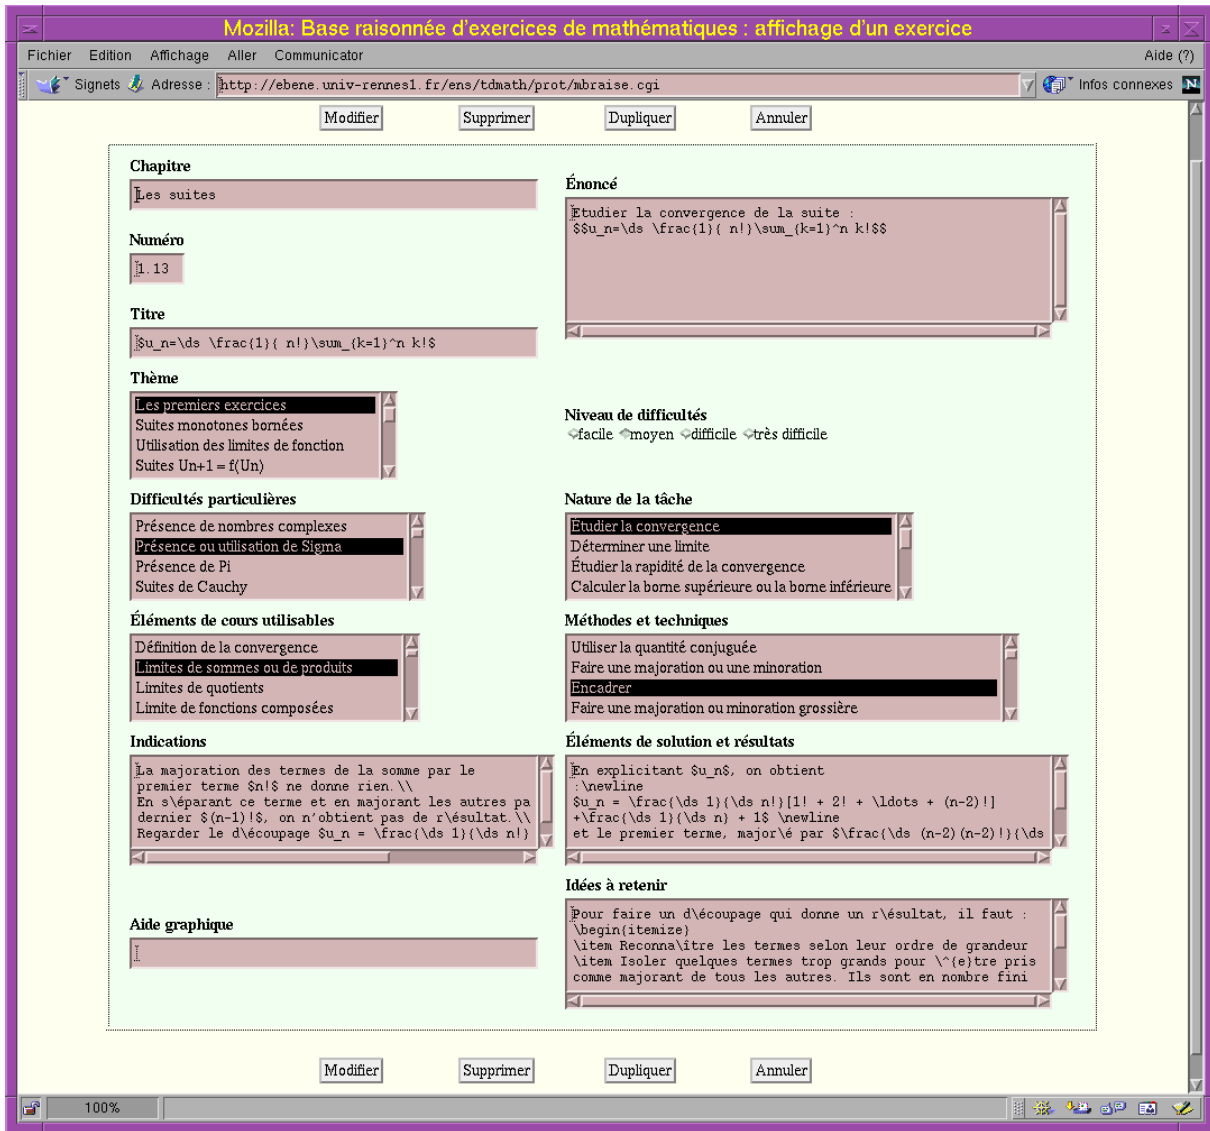 Mozilla: Base raisonnée d'exercices de mathématiques : affichage d'un exercice
Fichier Edition Affichage Aller Communicator Aide (?)
Signets Adresse : http://ebene.univ-rennes1.fr/ens/tdmath/prot/mbraise.cgi Infos connexes N
Modifier Supprimer Dupliquer Annuler
Chapitre
Les suites
Énoncé
Etudier la convergence de la suite :
$$u_n=\ds \frac{1}{ n!}\sum_{k=1}^n k!$$
Numéro
1.13
Titre
$u_n=\ds \frac{1}{ n!}\sum_{k=1}^n k!$
Thème
Les premiers exercices
Suites monotones bornées
Utilisation des limites de fonction
Suites Un+1 = f(Un)
Niveau de difficultés
facile moyen difficile très difficile
Difficultés particulières
Présence de nombres complexes
Présence ou utilisation de Sigma
Présence de Pi
Suites de Cauchy
Nature de la tâche
Étudier la convergence
Déterminer une limite
Étudier la rapidité de la convergence
Calculer la borne supérieure ou la borne inférieure
Éléments de cours utilisables
Définition de la convergence
Limites de sommes ou de produits
Limites de quotients
Limite de fonctions composées
Méthodes et techniques
Utiliser la quantité conjuguée
Faire une majoration ou une minoration
Encadrer
Faire une majoration ou minoration grossière
Indications
La majoration des termes de la somme par le
premier terme $n!$ ne donne rien.\\
En s\éparant ce terme et en majorant les autres pa
dernier $(n-1)!$, on n'obtient pas de r\ésultat.\\
Regarder le d\écoupage $u_n = \frac{\ds 1}{\ds n!}
Éléments de solution et résultats
En explicitant $u_n$, on obtient
:\newline
$u_n = \frac{\ds 1}{\ds n!}[1! + 2! + \ldots + (n-2)!]
+\frac{\ds 1}{\ds n} + 1$ \newline
et le premier terme, major\é par $\frac{\ds (n-2)(n-2)!}{\ds
Aide graphique
Idées à retenir
Pour faire un d\écoupage qui donne un r\ésultat, il faut :
\begin{itemize}
\item Reconna\ître les termes selon leur ordre de grandeur
\item Isoler quelques termes trop grands pour \^{e}tre pris
comme majorant de tous les autres. Ils sont en nombre fini
Modifier Supprimer Dupliquer Annuler
100%